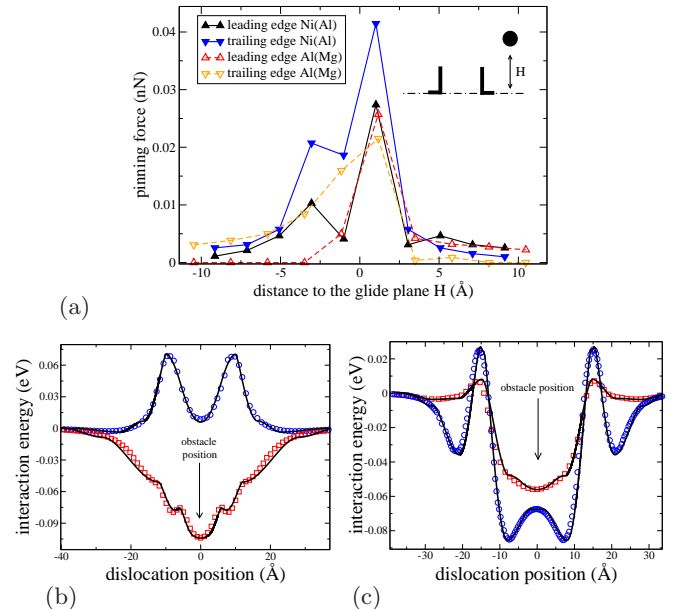 0.04
0.03
0.02
0.01
0
pinning force (nN)
leading edge Ni(Al)
trailing edge Ni(Al)
leading edge Al(Mg)
trailing edge Al(Mg)
H
-10 -5 0 5 10
distance to the glide plane H (Å)
(a)
0.06
0.03
0
-0.03
-0.06
-0.09
interaction energy (eV)
obstacle
position
-40 -20 0 20
dislocation position (Å)
(b)
0.02
0
-0.02
-0.04
-0.06
-0.08
interaction energy (eV)
obstacle position
-30 -20 -10 0 10 20 30
dislocation position (Å)
(c)